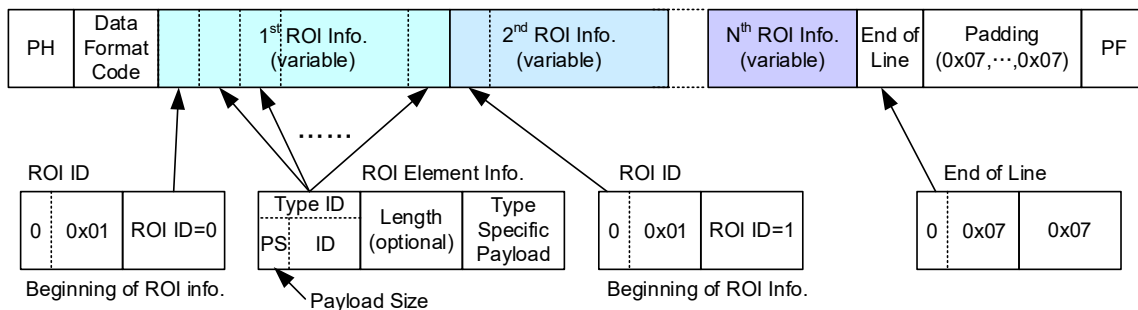 PH
Data
Format
Code
1st ROI Info.
(variable)
2nd ROI Info.
(variable)
Nth ROI Info.
(variable)
End of
Line
Padding
(0x07,⋯,0x07)
PF
......
ROI ID
0
0x01
ROI ID=0
Beginning of ROI info.
ROI Element Info.
Type ID
PS
ID
Length
(optional)
Type
Specific
Payload
Payload Size
ROI ID
0
0x01
ROI ID=1
Beginning of ROI Info.
End of Line
0
0x07
0x07